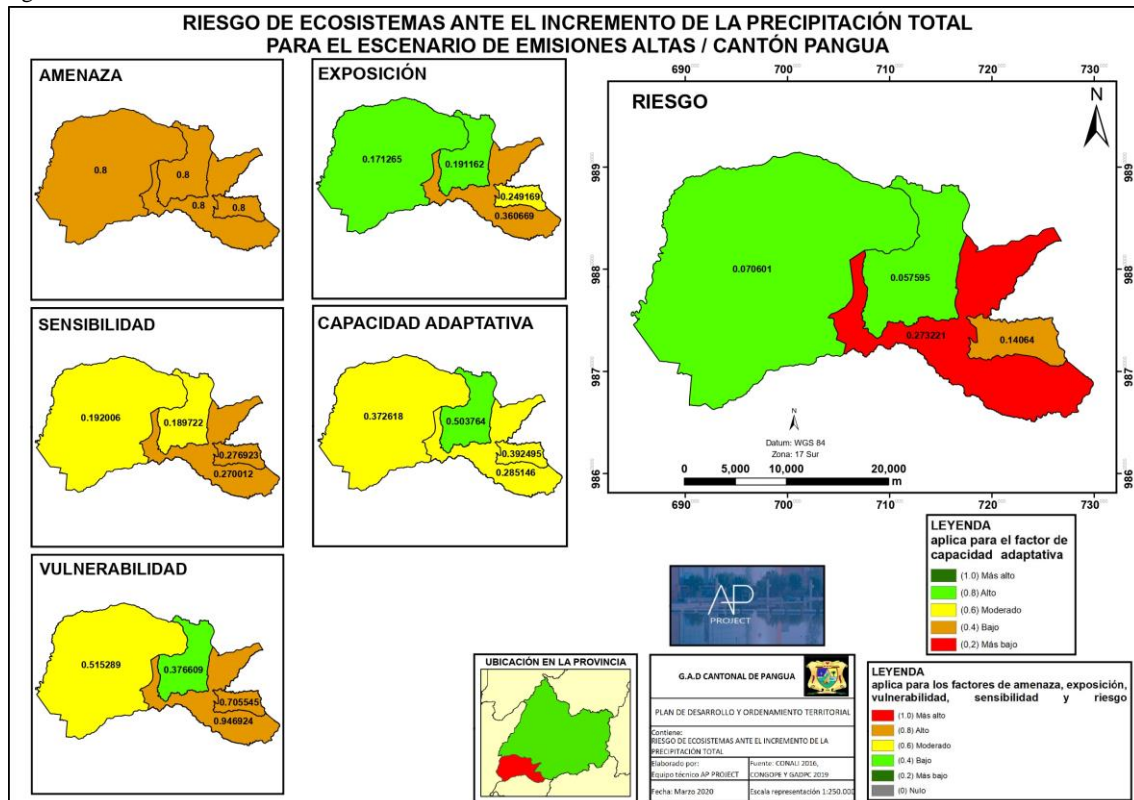 RIESGO DE ECOSISTEMAS ANTE EL INCREMENTO DE LA PRECIPITACIÓN TOTAL
PARA EL ESCENARIO DE EMISIONES ALTAS / CANTÓN PANGUA
AMENAZA
0.8
0.8
0.8
0.8
EXPOSICIÓN
0.171265
0.191162
0.249169
0.360669
SENSIBILIDAD
0.192006
0.189722
0.276923
0.270012
CAPACIDAD ADAPTATIVA
0.372618
0.503764
0.392495
0.285146
VULNERABILIDAD
0.515289
0.376609
0.705545
0.946924
RIESGO
690
700
710
720
730
N
989
989
988
988
987
987
986
986
0.070601
0.057595
0.273221
0.14064
N
Datum: WGS 84
Zona: 17 Sur
0 5,000 10,000 20,000
m
690
700
710
720
730
AP
PROJECT
UBICACIÓN EN LA PROVINCIA
G.A.D CANTONAL DE PANGUA
PLAN DE DESARROLLO Y ORDENAMIENTO TERRITORIAL
Contiene:
RIESGO DE ECOSISTEMAS ANTE EL INCREMENTO DE LA
PRECIPITACIÓN TOTAL
Elaborado por:
Equipo técnico AP PROJECT
Fuente: CONALI 2016,
CONGOPE Y GADPC 2019
Fecha: Marzo 2020
Escala representación 1:250.000
LEYENDA
aplica para el factor de
capacidad adaptativa
(1.0) Más alto
(0.8) Alto
(0.6) Moderado
(0.4) Bajo
(0,2) Más bajo
LEYENDA
aplica para los factores de amenaza, exposición,
vulnerabilidad, sensibilidad y riesgo
(1.0) Más alto
(0.8) Alto
(0.6) Moderado
(0.4) Bajo
(0.2) Más bajo
(0) Nulo